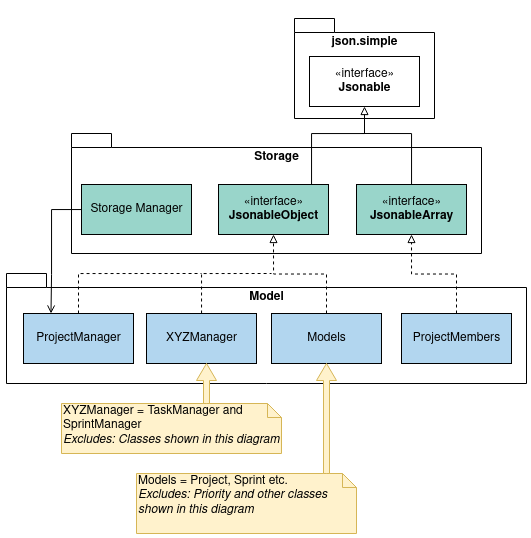 json.simple
«interface»
Jsonable
Storage
Storage Manager
«interface»
JsonableObject
«interface»
JsonableArray
Model
ProjectManager
XYZManager
Models
ProjectMembers
XYZManager = TaskManager and
SprintManager
Excludes: Classes shown in this diagram
Models = Project, Sprint etc.
Excludes: Priority and other classes
shown in this diagram